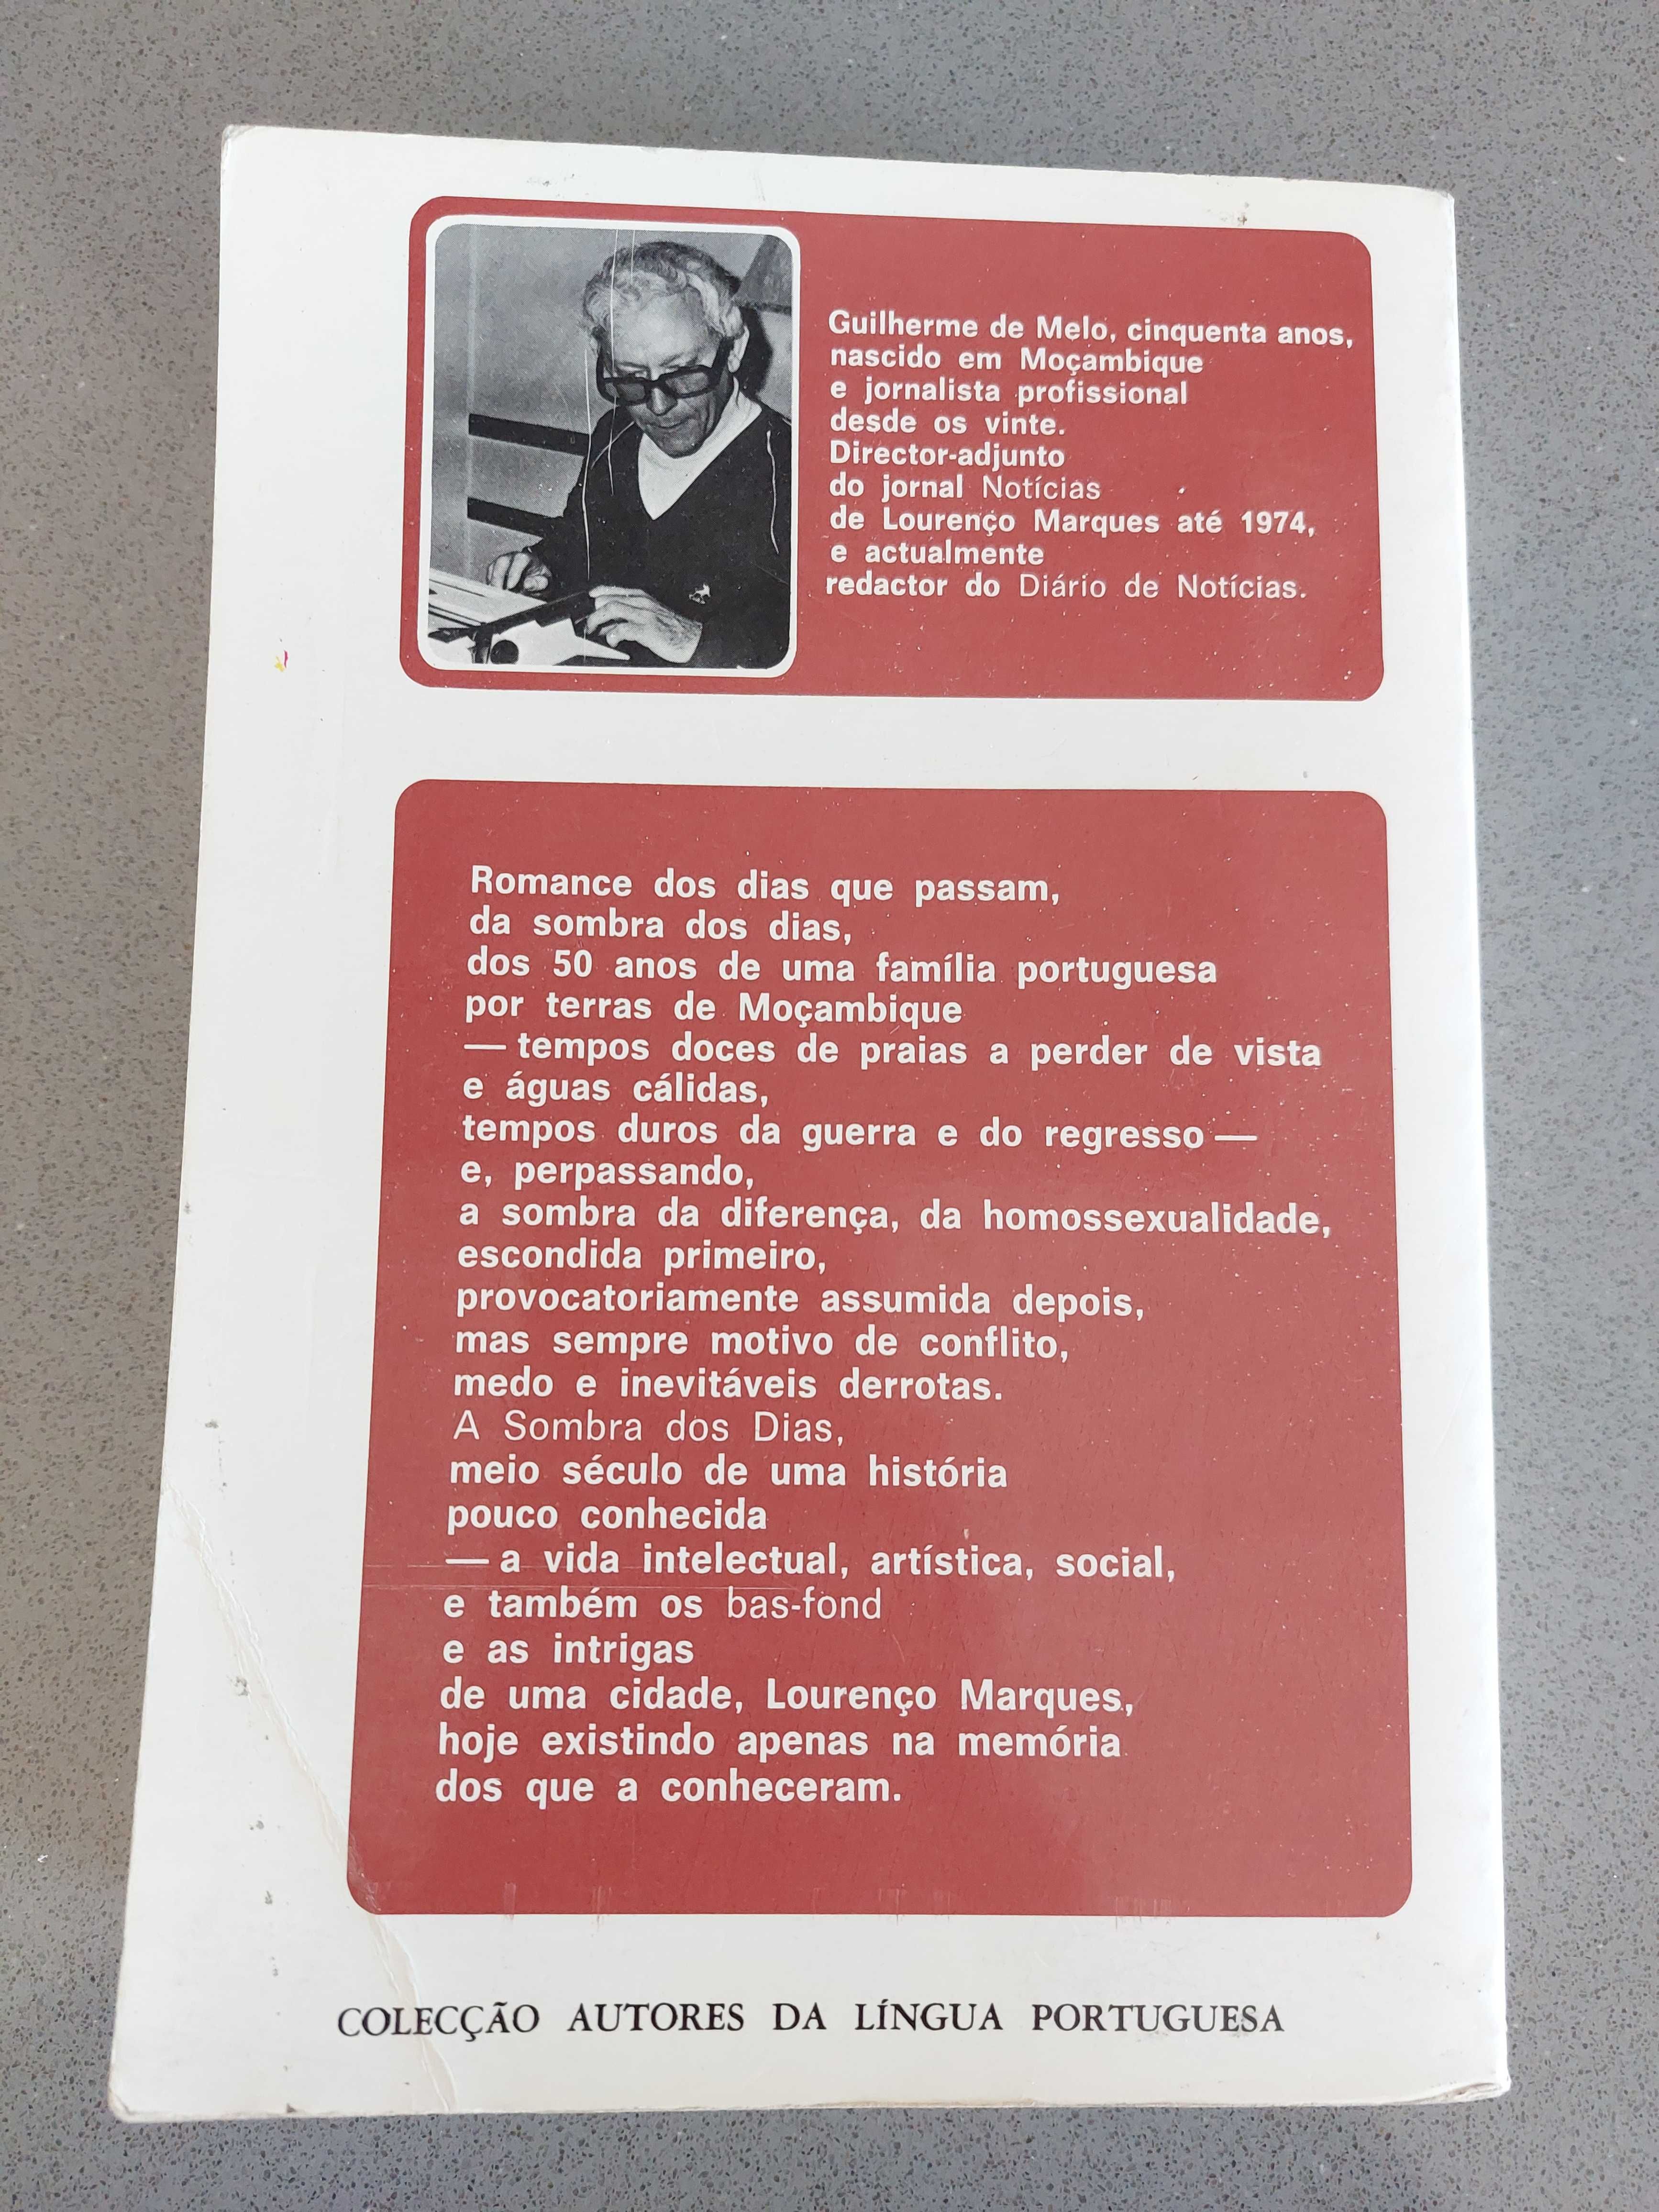 Guilherme de Melo, cinquenta anos,
nascido em Moçambique
e jornalista profissional
desde os vinte.
Director-adjunto
do jornal Notícias
de Lourenço Marques até 1974,
e actualmente
redactor do Diário de Notícias.
Romance dos dias que passam,
da sombra dos dias,
dos 50 anos de uma família portuguesa
por terras de Moçambique
— tempos doces de praias a perder de vista
e águas cálidas,
tempos duros da guerra e do regresso —
e, perpassando,
a sombra da diferença, da homossexualidade,
escondida primeiro,
provocatoriamente assumida depois,
mas sempre motivo de conflito,
medo e inevitáveis derrotas.
A Sombra dos Dias,
meio século de uma história
pouco conhecida
— a vida intelectual, artística, social,
e também os bas-fond
e as intrigas
de uma cidade, Lourenço Marques,
hoje existindo apenas na memória
dos que a conheceram.
COLECÇÃO AUTORES DA LÍNGUA PORTUGUESA